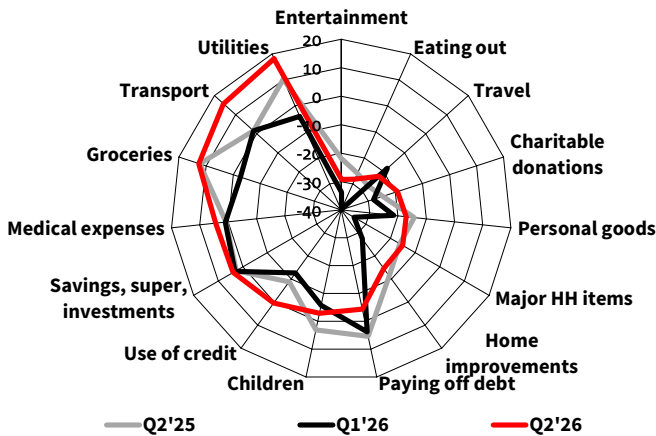 Entertainment
Utilities
Eating out
Transport
Travel
Groceries
Charitable
donations
Medical expenses
Personal goods
Savings, super,
investments
Major HH items
Use of credit
Home
improvements
Children
Paying off debt
20
10
0
-10
-20
-30
-40
Q2'25
Q1'26
Q2'26